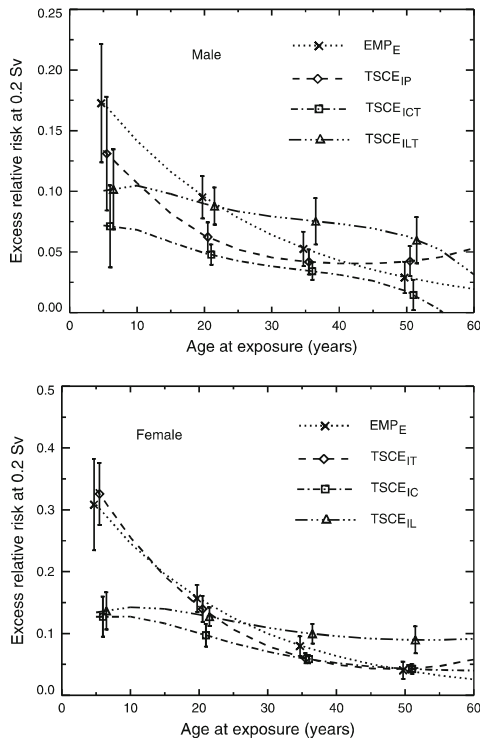 0.25
0.20
0.15
0.10
0.05
0.00
Excess relative risk at 0.2 Sv
Male
EMP_E
TSCE_IP
TSCE_ICT
TSCE_ILT
0 10 20 30 40 50 60
Age at exposure (years)
0.5
0.4
0.3
0.2
0.1
0.0
Excess relative risk at 0.2 Sv
Female
EMP_E
TSCE_IT
TSCE_IC
TSCE_IL
0 10 20 30 40 50 60
Age at exposure (years)